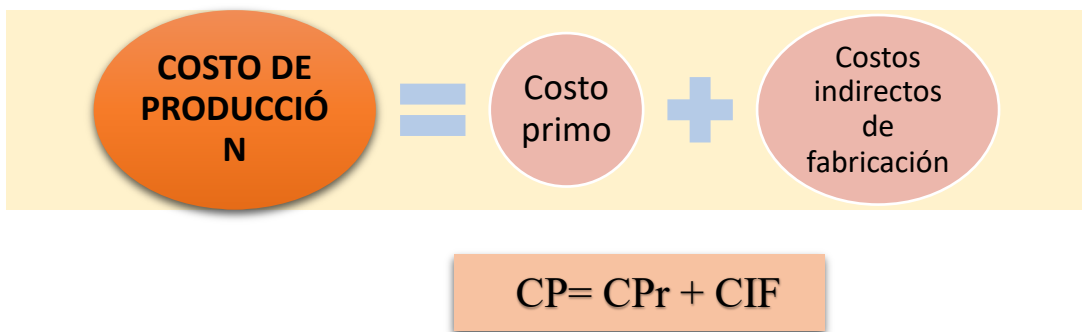 COSTO DE
PRODUCCIÓ
N
Costo
primo
Costos
indirectos
de
fabricación
CP= CPr + CIF